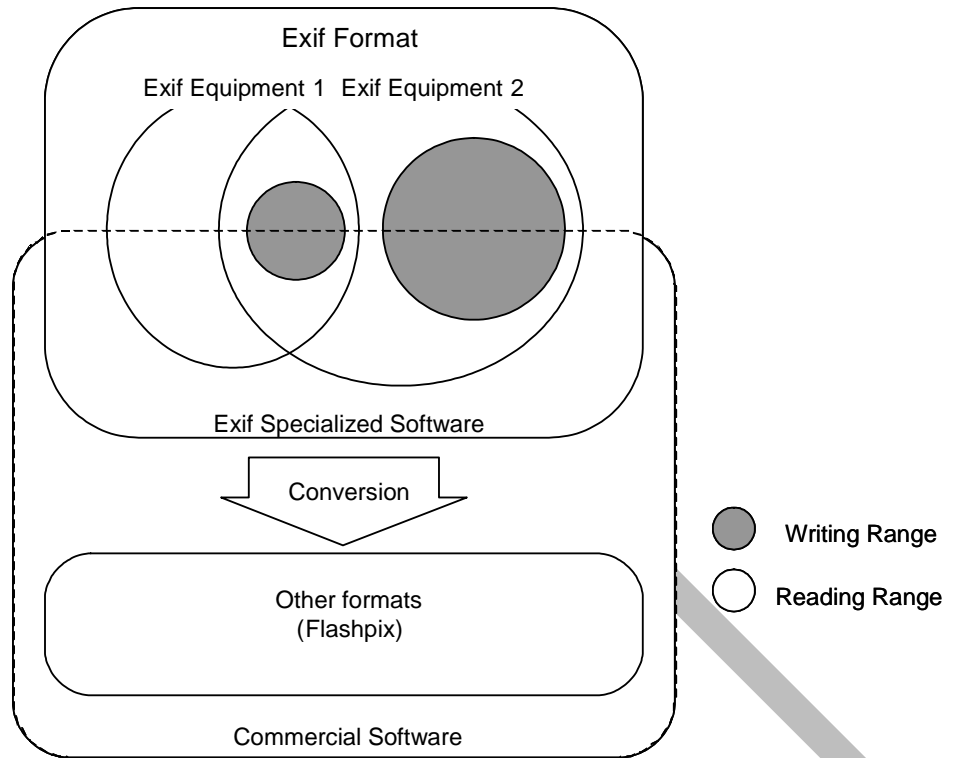 Exif Format
Exif Equipment 1 Exif Equipment 2
Exif Specialized Software
Conversion
Writing Range
Reading Range
Other formats
(Flashpix)
Commercial Software